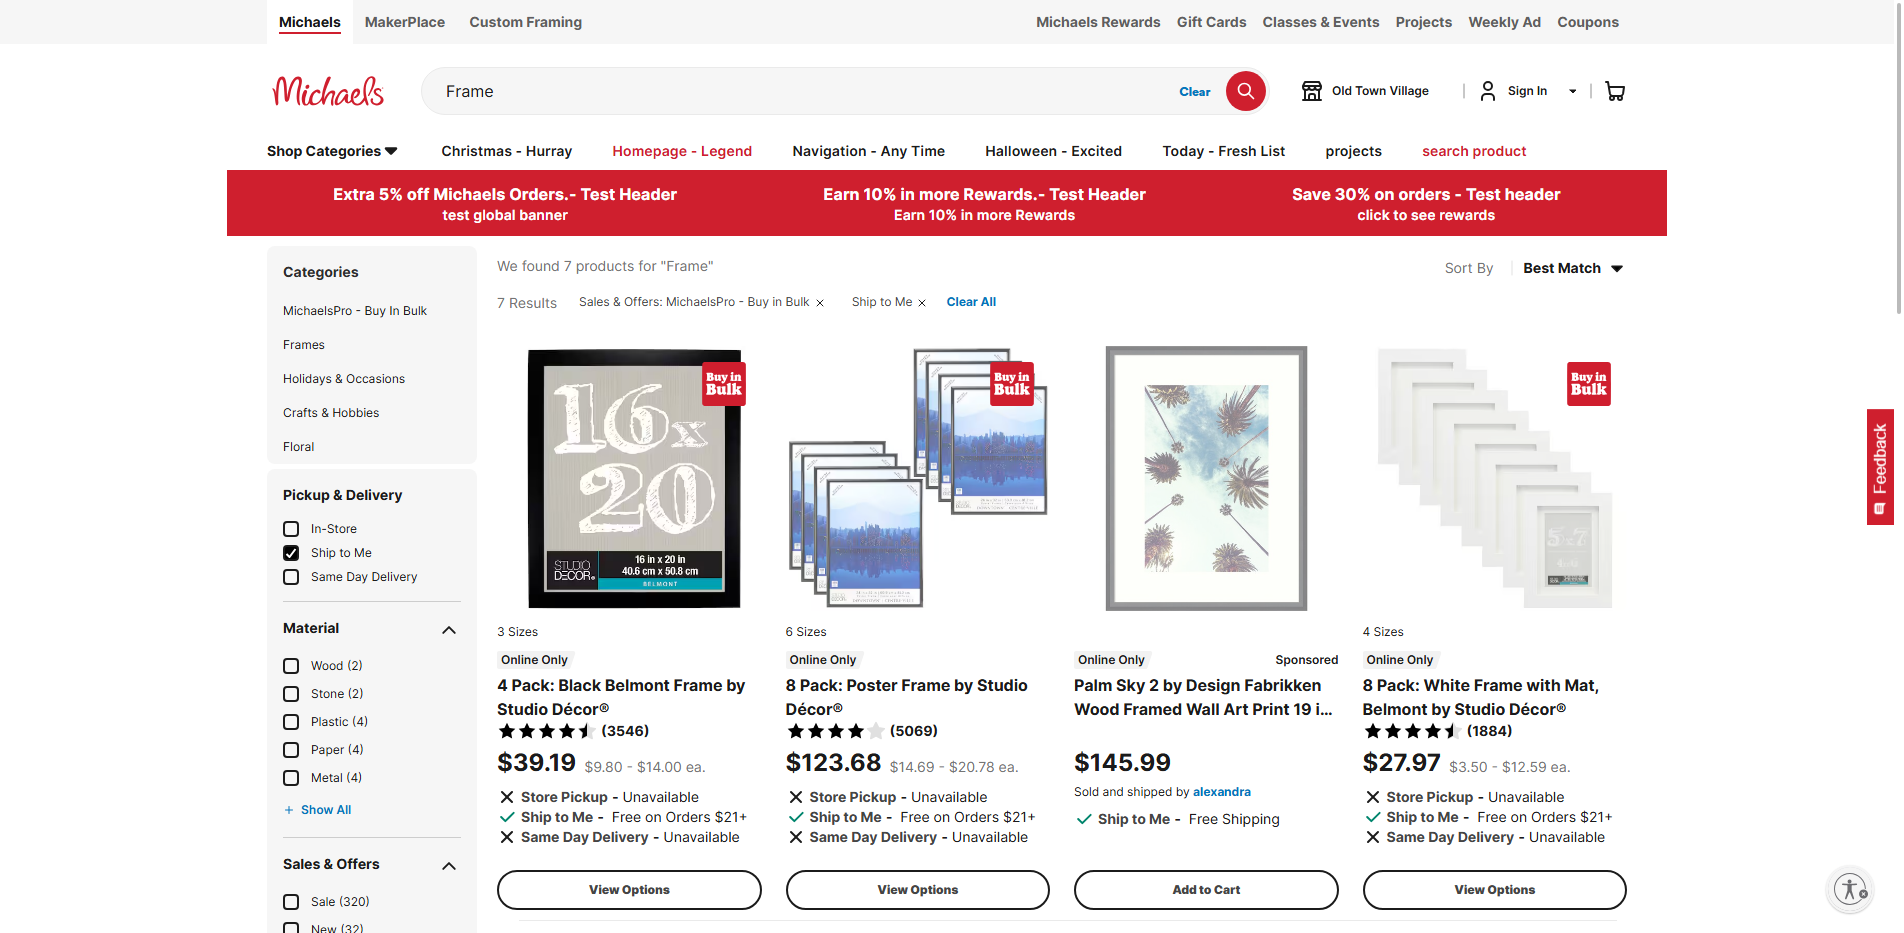 Michaels
MakerPlace
Custom Framing
Michaels Rewards
Gift Cards
Classes & Events
Projects
Weekly Ad
Coupons
Michaels
Frame
Clear
Old Town Village
Sign In
Shop Categories
Christmas - Hurray
Homepage - Legend
Navigation - Any Time
Halloween - Excited
Today - Fresh List
projects
search product
Extra 5% off Michaels Orders.- Test Header
test global banner
Earn 10% in more Rewards.- Test Header
Earn 10% in more Rewards
Save 30% on orders - Test header
click to see rewards
Categories
MichaelsPro - Buy In Bulk
Frames
Holidays & Occasions
Crafts & Hobbies
Floral
Pickup & Delivery
In-Store
Ship to Me
Same Day Delivery
Material
Wood (2)
Stone (2)
Plastic (4)
Paper (4)
Metal (4)
+ Show All
Sales & Offers
Sale (320)
New (32)
We found 7 products for "Frame"
Sort By
Best Match
7 Results
Sales & Offers: MichaelsPro - Buy in Bulk
Ship to Me
Clear All
Buy in
Bulk
16x
20
STUDIO
DECOR®
16 in x 20 in
40.6 cm x 50.8 cm
BELMONT
3 Sizes
Online Only
4 Pack: Black Belmont Frame by
Studio Décor®
(3546)
$39.19 $9.80 - $14.00 ea.
Store Pickup - Unavailable
Ship to Me - Free on Orders $21+
Same Day Delivery - Unavailable
View Options
Buy in
Bulk
6 Sizes
Online Only
8 Pack: Poster Frame by Studio
Décor®
(5069)
$123.68 $14.69 - $20.78 ea.
Store Pickup - Unavailable
Ship to Me - Free on Orders $21+
Same Day Delivery - Unavailable
View Options
Online Only
Sponsored
Palm Sky 2 by Design Fabrikken
Wood Framed Wall Art Print 19 i...
$145.99
Sold and shipped by alexandra
Ship to Me - Free Shipping
Add to Cart
Buy in
Bulk
5x7
4 Sizes
Online Only
8 Pack: White Frame with Mat,
Belmont by Studio Décor®
(1884)
$27.97 $3.50 - $12.59 ea.
Store Pickup - Unavailable
Ship to Me - Free on Orders $21+
Same Day Delivery - Unavailable
View Options
Feedback